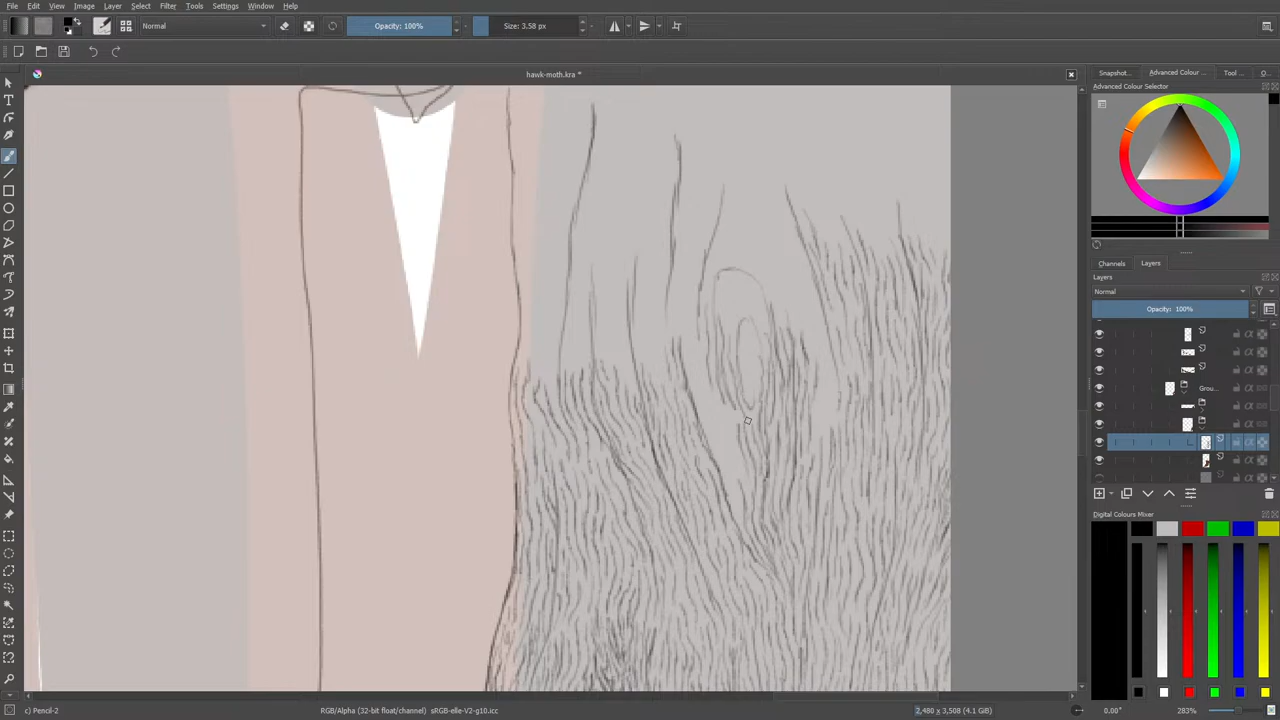 File Edit View Image Layer Select Filter Tools Settings Window Help
Normal Opacity: 100% Size: 3.58 px
hawk-moth.kra *
Snapshot... Advanced Colour ... Tool ... O...
Advanced Colour Selector
Channels Layers
Layers
Normal
Opacity: 100%
Grou...
Digital Colours Mixer
c) Pencil-2 RGB/Alpha (32-bit float/channel) sRGB-elle-V2-g10.icc 2,480 x 3,508 (4.1 GiB) 0.00° 283%